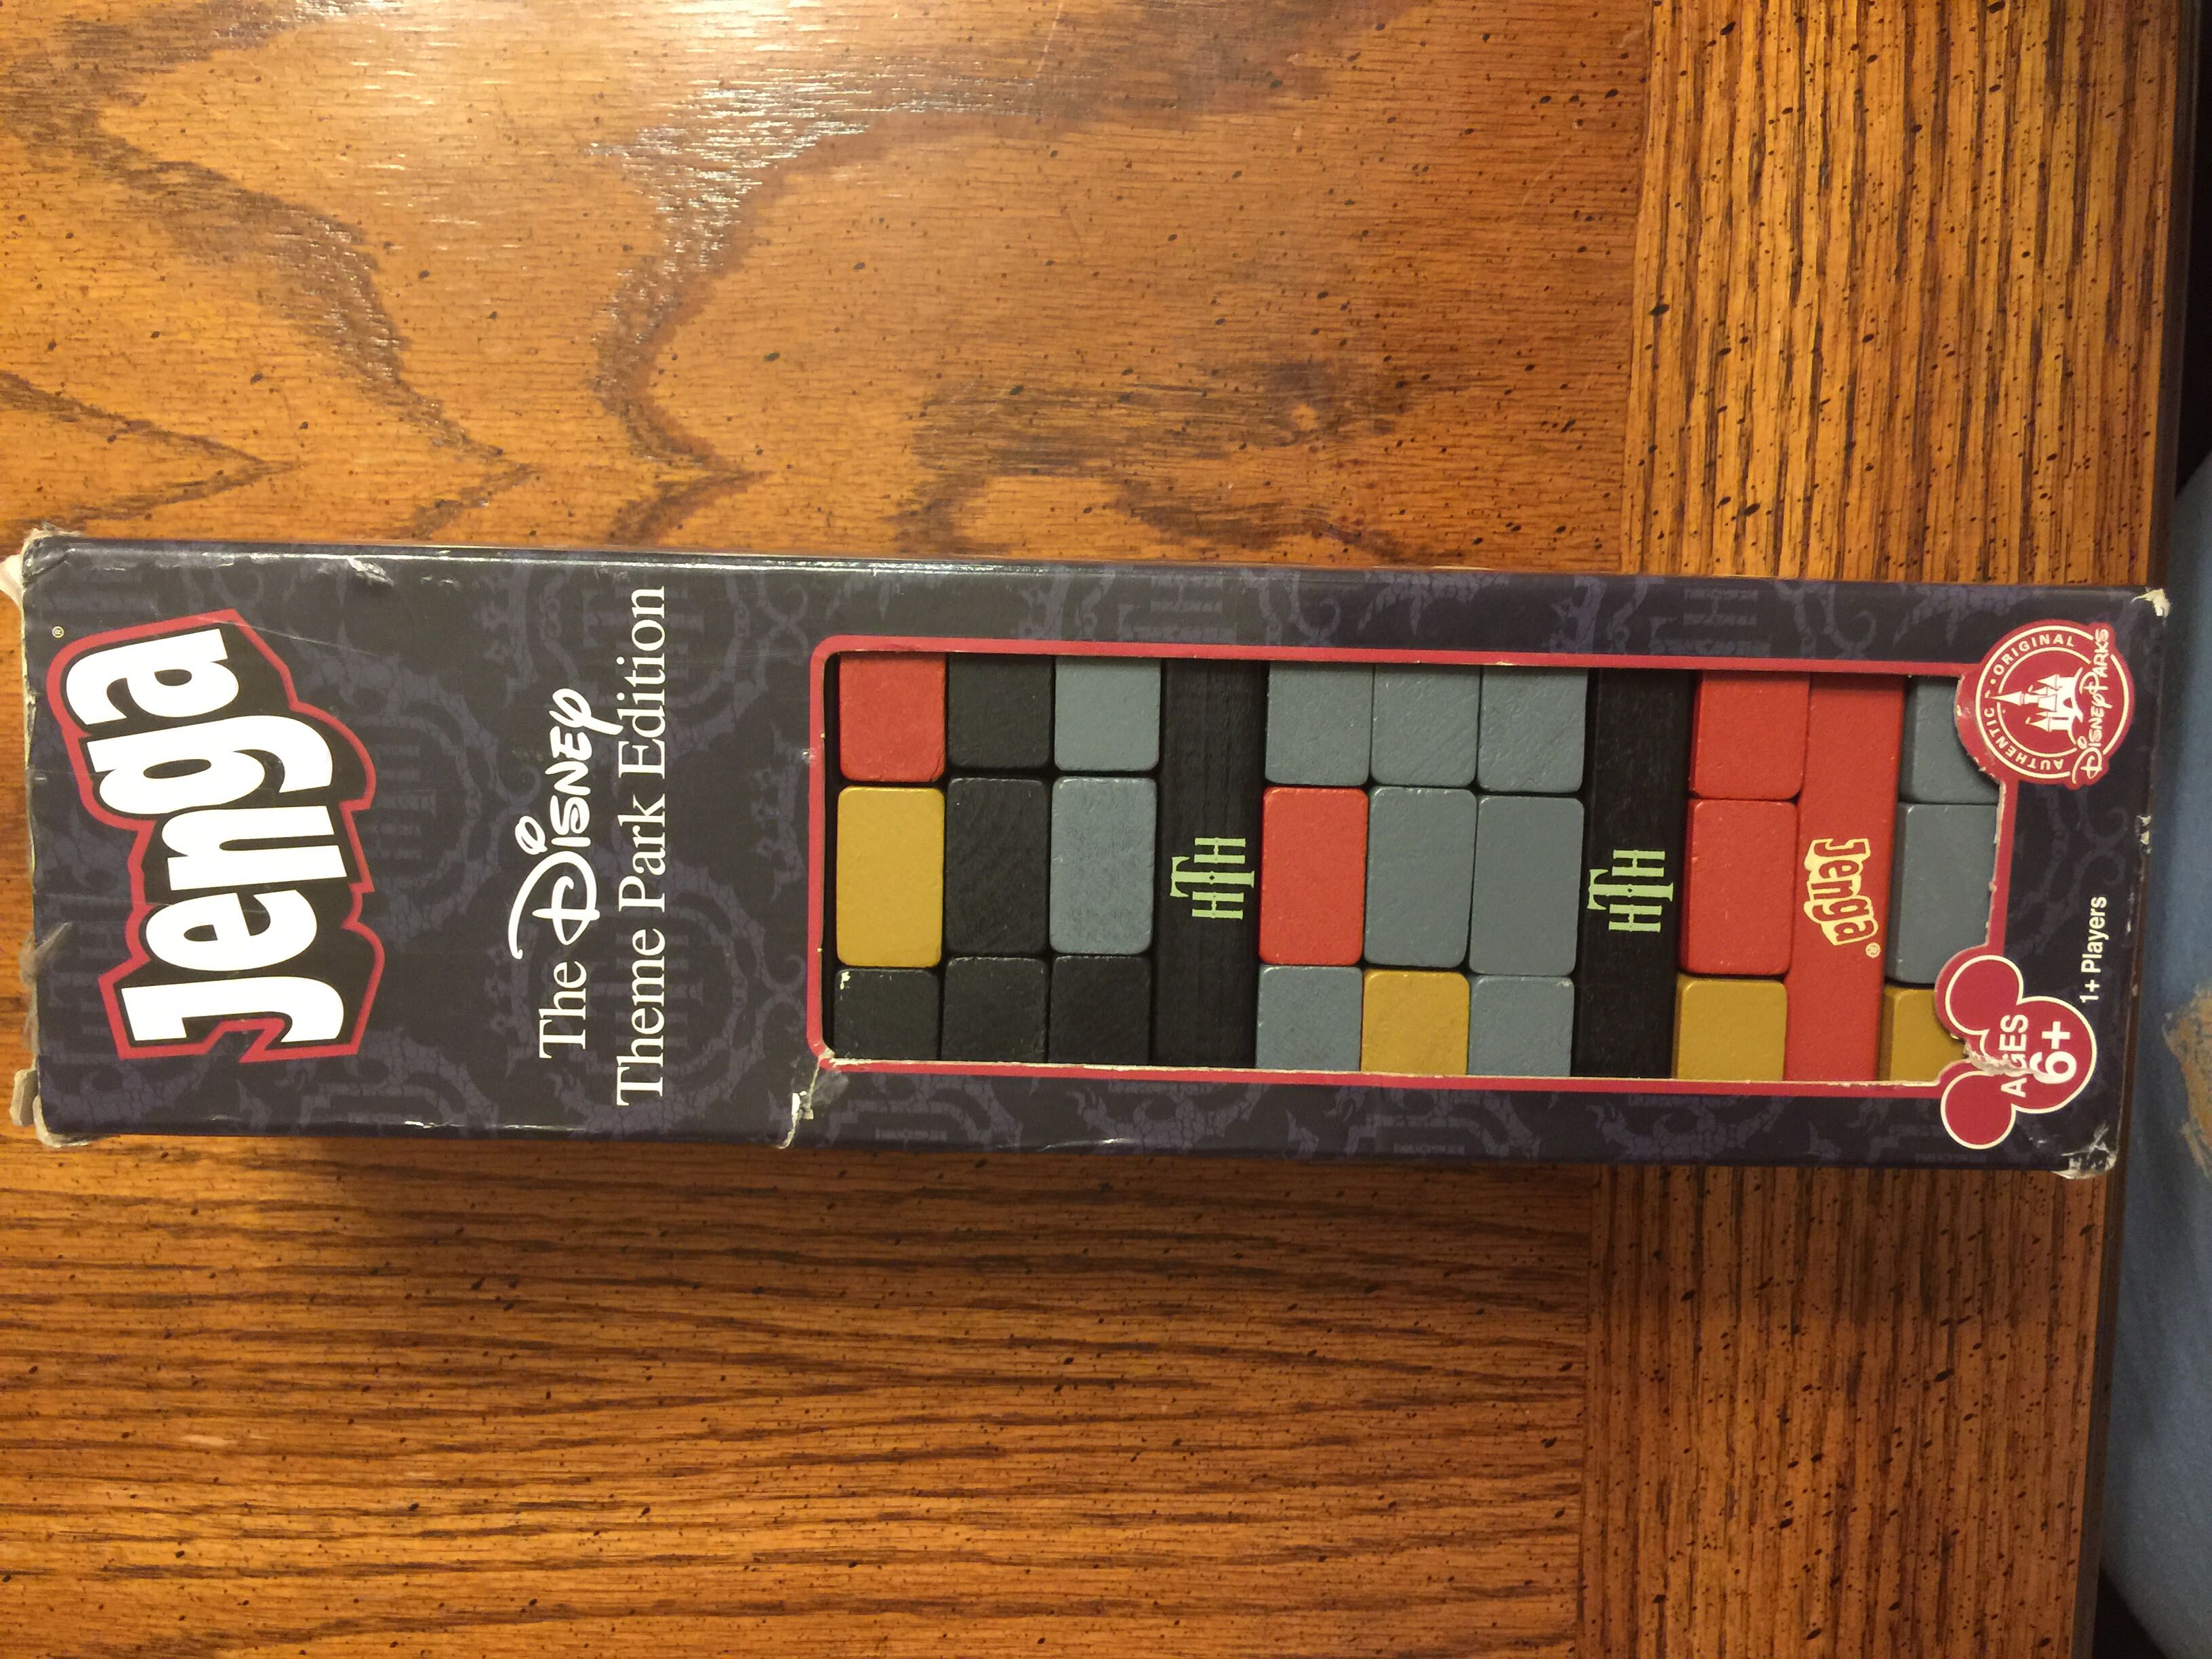 Jenga®
The Disney
Theme Park Edition
HTH
HTH
Jenga®
AUTHENTIC • ORIGINAL
Disney Parks
AGES
6+
1+ Players